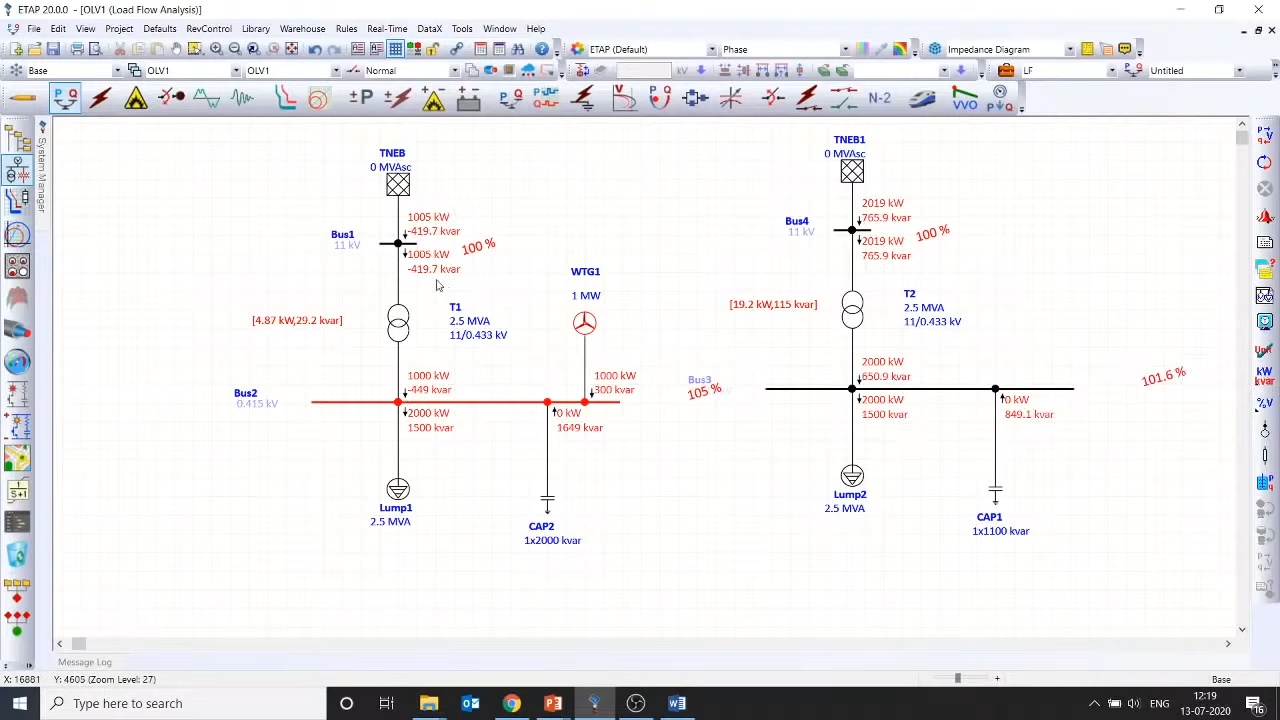 ETAP 20.0.0 - [OLV1 (Load Flow Analysis)]
File Edit View Project Defaults RevControl Library Warehouse Rules Real-Time DataX Tools Window Help
ETAP (Default) Phase Impedance Diagram
Base OLV1 OLV1 Normal LF Untitled
N-2 VVO
System Manager
TNEB
0 MVAsc
1005 kW
-419.7 kvar
Bus1
11 kV
1005 kW
-419.7 kvar
100 %
T1
2.5 MVA
11/0.433 kV
[4.87 kW,29.2 kvar]
WTG1
1 MW
1000 kW
-449 kvar
1000 kW
300 kvar
Bus2
0.415 kV
2000 kW
1500 kvar
0 kW
1649 kvar
105 %
Lump1
2.5 MVA
CAP2
1x2000 kvar
TNEB1
0 MVAsc
2019 kW
765.9 kvar
Bus4
11 kV
2019 kW
765.9 kvar
100 %
T2
2.5 MVA
11/0.433 kV
[19.2 kW,115 kvar]
2000 kW
650.9 kvar
Bus3
2000 kW
1500 kvar
0 kW
849.1 kvar
101.6 %
Lump2
2.5 MVA
CAP1
1x1100 kvar
Message Log
X: 16881 Y: 4605 (Zoom Level: 27) Base
Type here to search
ENG
12:19
13-07-2020